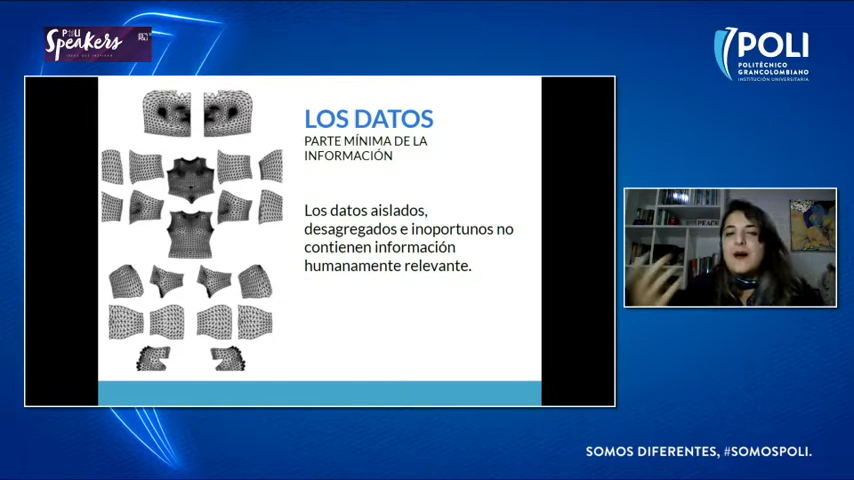 POLI
Speakers
POLI
POLITÉCNICO
GRANCOLOMBIANO
INSTITUCIÓN UNIVERSITARIA
LOS DATOS
PARTE MÍNIMA DE LA
INFORMACIÓN
Los datos aislados,
desagregados e inoportunos no
contienen información
humanamente relevante.
PEACE
SOMOS DIFERENTES, #SOMOSPOLI.